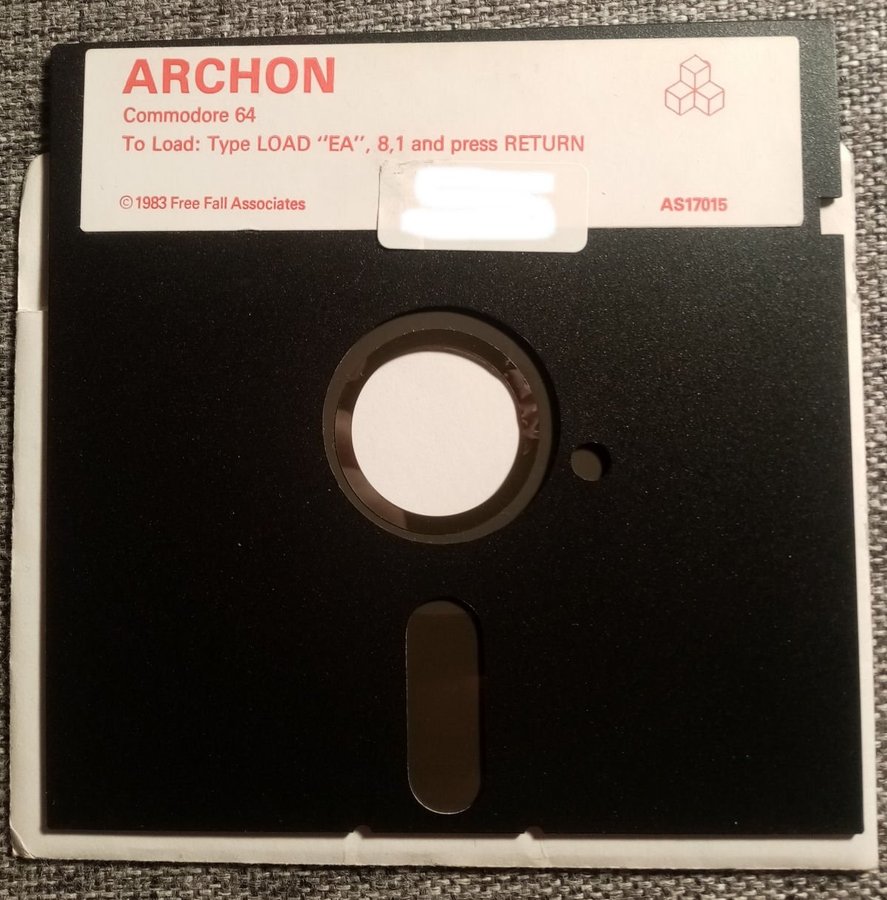 ARCHON
Commodore 64
To Load: Type LOAD "EA", 8,1 and press RETURN
©1983 Free Fall Associates
AS17015